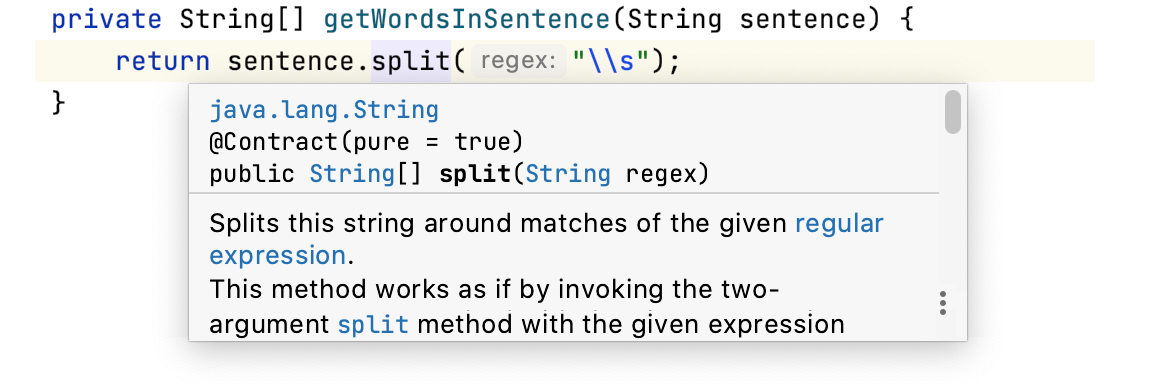 private String[] getWordsInSentence(String sentence) {
return sentence.split( regex: "\\s");
}
java.lang.String
@Contract(pure = true)
public String[] split(String regex)
Splits this string around matches of the given regular
expression.
This method works as if by invoking the two-
argument split method with the given expression